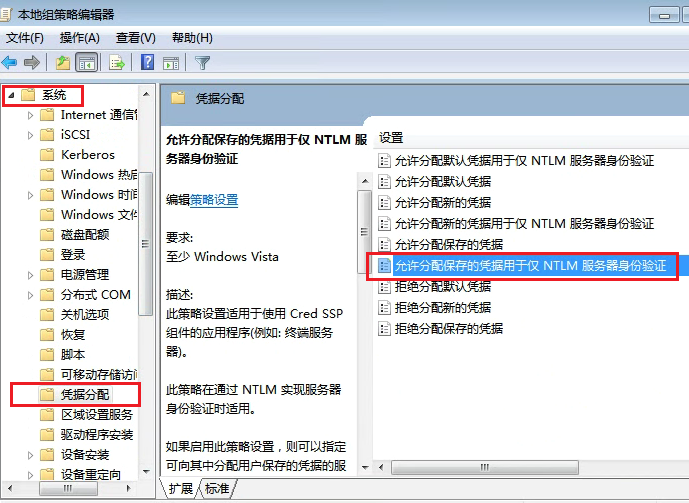 本地组策略编辑器
文件(F) 操作(A) 查看(V) 帮助(H)
系统
Internet 通信管
iSCSI
Kerberos
Windows 热启
Windows 时间
Windows 文件
磁盘配额
登录
电源管理
分布式 COM
关机选项
恢复
脚本
可移动存储访问
凭据分配
区域设置服务
驱动程序安装
设备安装
设备重定向
凭据分配
允许分配保存的凭据用于仅 NTLM 服
务器身份验证
编辑策略设置
要求:
至少 Windows Vista
描述:
此策略设置适用于使用 Cred SSP
组件的应用程序(例如: 终端服务
器)。
此策略在通过 NTLM 实现服务器
身份验证时适用。
如果启用此策略设置，则可以指定
可向其中分配用户保存的凭据的服
设置
允许分配默认凭据用于仅 NTLM 服务器身份验证
允许分配默认凭据
允许分配新的凭据
允许分配新的凭据用于仅 NTLM 服务器身份验证
允许分配保存的凭据
允许分配保存的凭据用于仅 NTLM 服务器身份验证
拒绝分配默认凭据
拒绝分配新的凭据
拒绝分配保存的凭据
扩展 标准